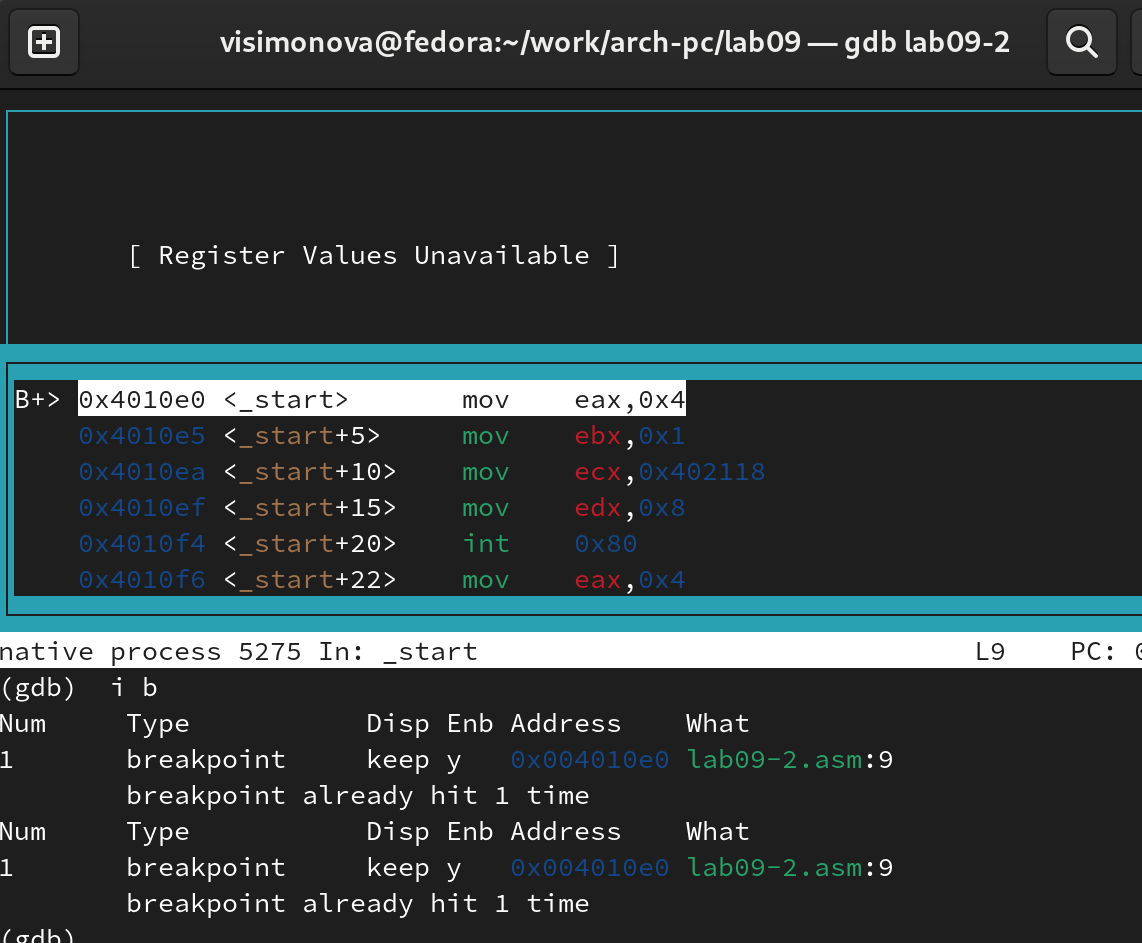 visimonova@fedora:~/work/arch-pc/lab09 — gdb lab09-2
[ Register Values Unavailable ]
B+> 0x4010e0 <_start> mov eax,0x4
0x4010e5 <_start+5> mov ebx,0x1
0x4010ea <_start+10> mov ecx,0x402118
0x4010ef <_start+15> mov edx,0x8
0x4010f4 <_start+20> int 0x80
0x4010f6 <_start+22> mov eax,0x4
native process 5275 In: _start L9 PC: 0
(gdb) i b
Num Type Disp Enb Address What
1 breakpoint keep y 0x004010e0 lab09-2.asm:9
breakpoint already hit 1 time
Num Type Disp Enb Address What
1 breakpoint keep y 0x004010e0 lab09-2.asm:9
breakpoint already hit 1 time
(gdb)